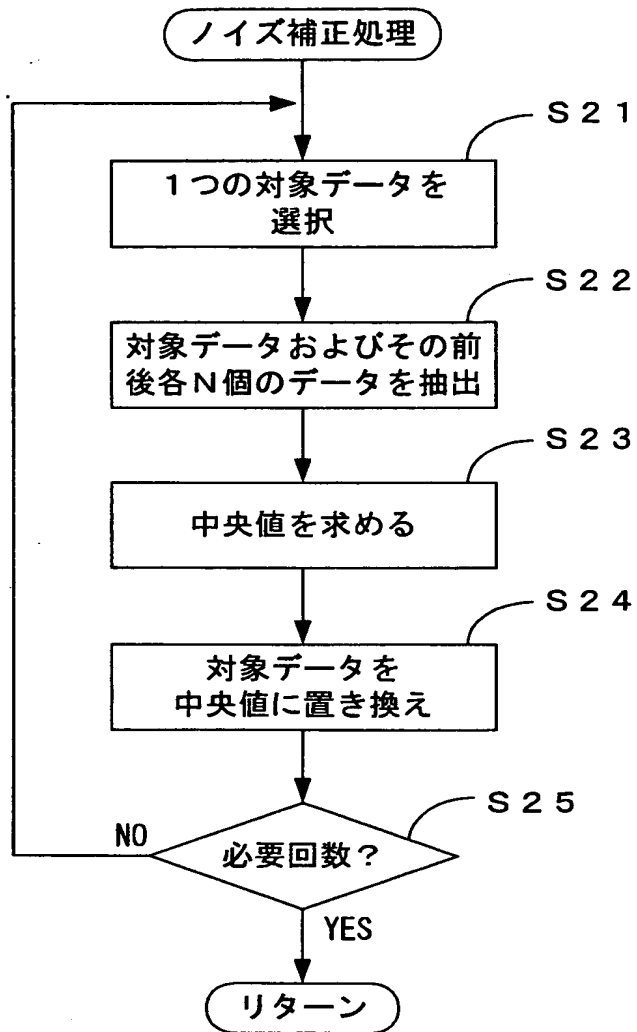 ノイズ補正処理
S21
1つの対象データを
選択
S22
対象データおよびその前
後各N個のデータを抽出
S23
中央値を求める
S24
対象データを
中央値に置き換え
S25
必要回数？
NO
YES
リターン